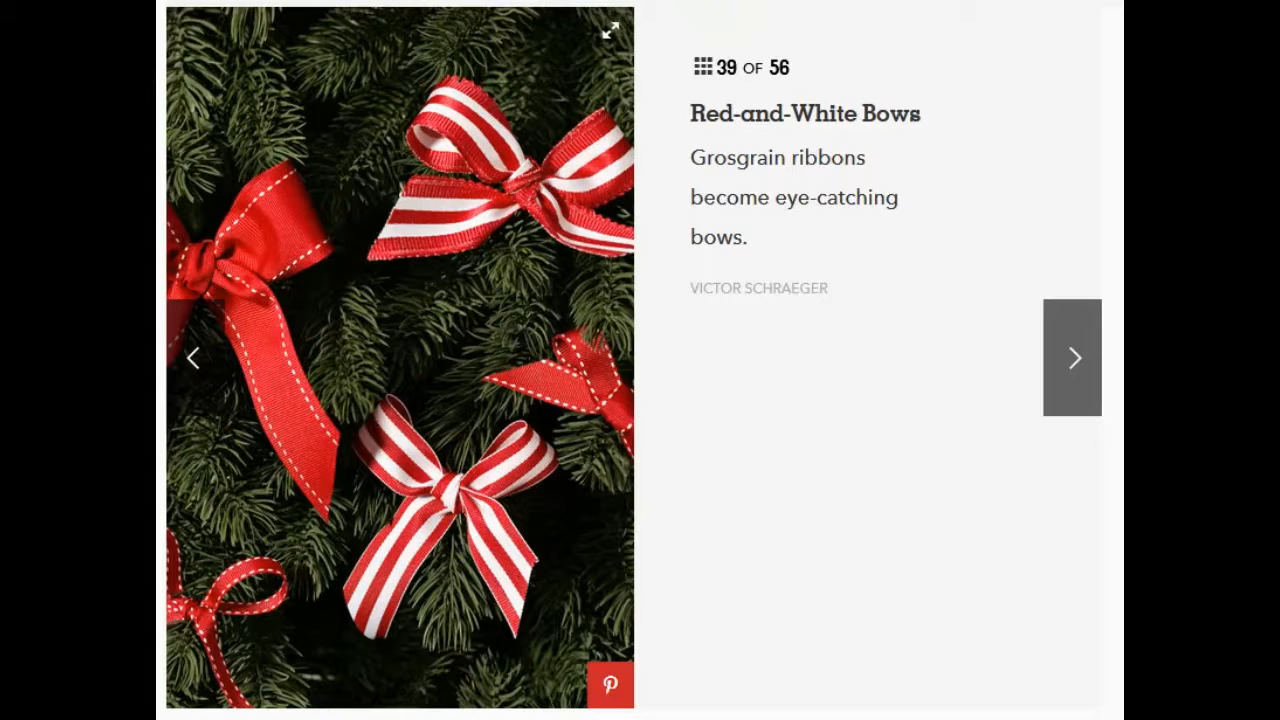 39 OF 56
Red-and-White Bows
Grosgrain ribbons
become eye-catching
bows.
VICTOR SCHRAEGER